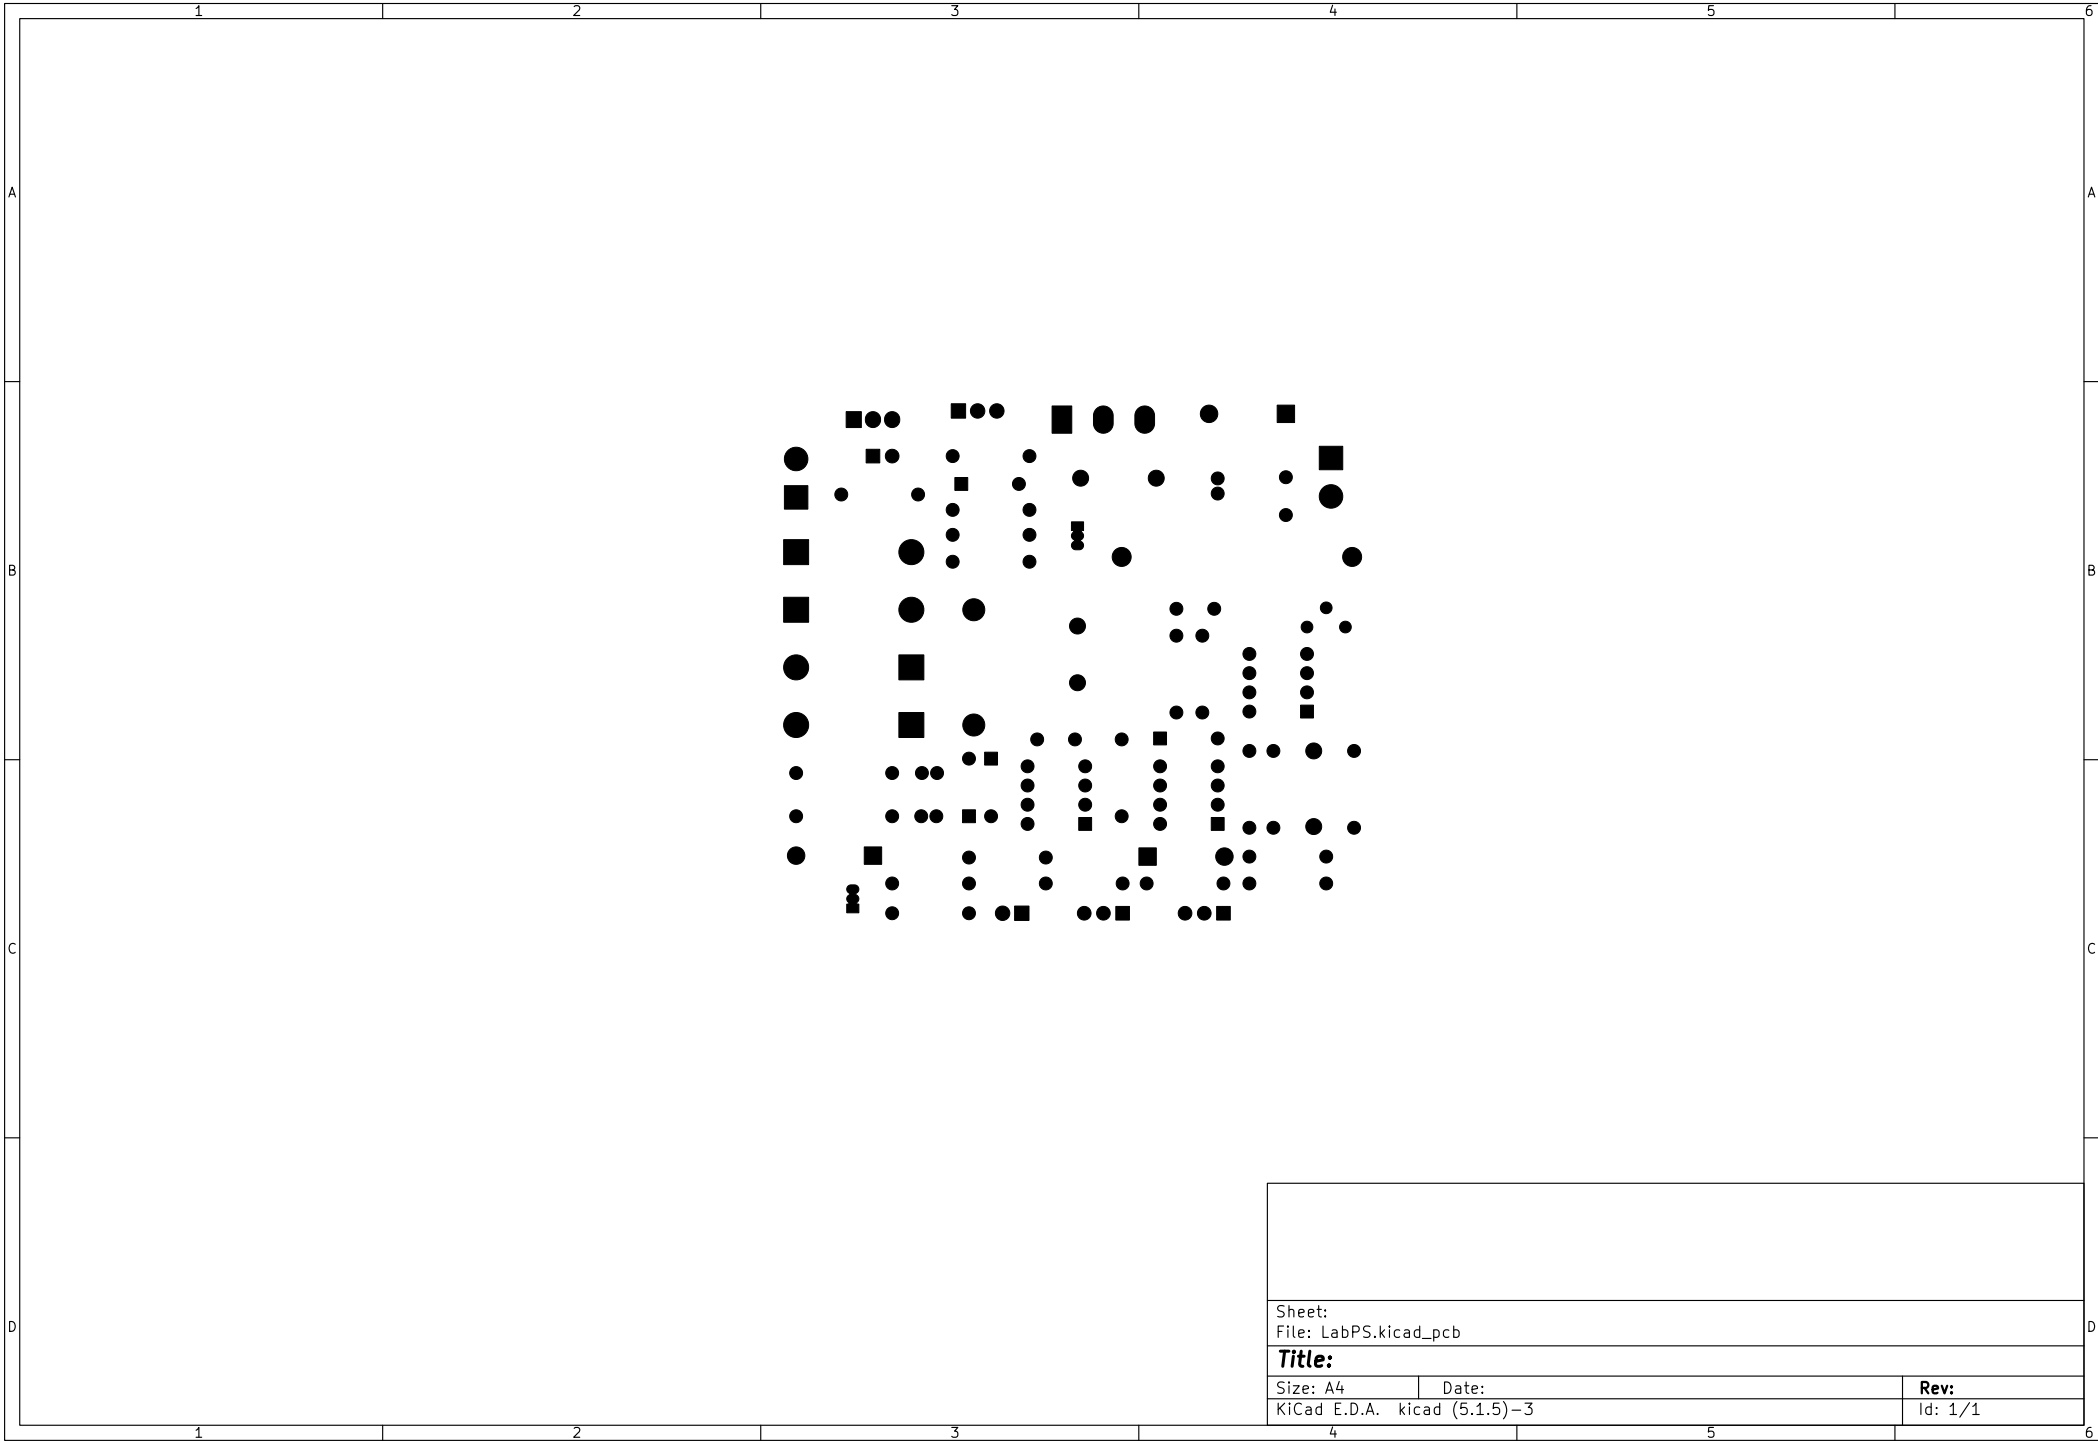 1 2 3 4 5 6
A A
B B
C C
D D
Sheet:
File: LabPS.kicad_pcb
Title:
Size: A4 Date: Rev:
KiCad E.D.A. kicad (5.1.5)-3 Id: 1/1
1 2 3 4 5 6